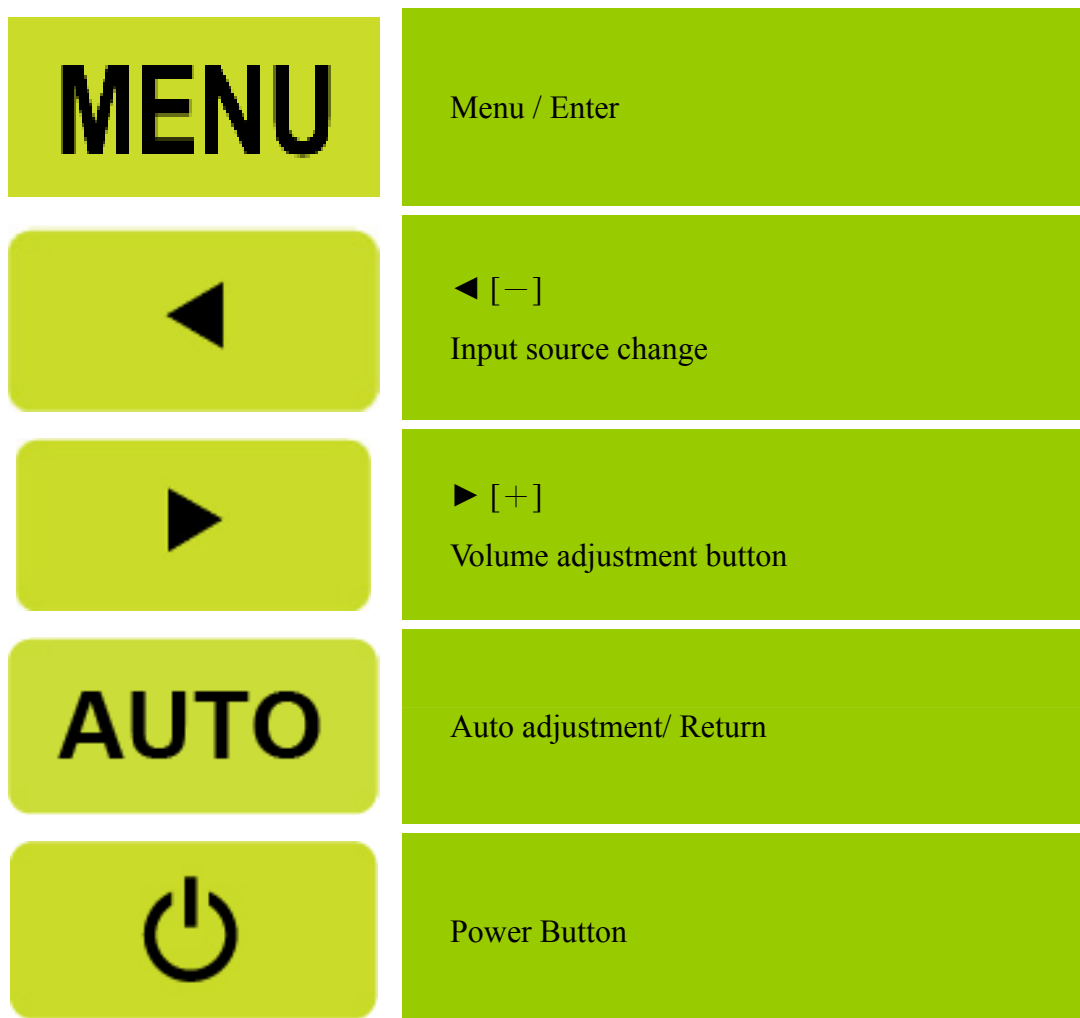 MENU
Menu / Enter
◄ [−]
Input source change
► [+]
Volume adjustment button
AUTO
Auto adjustment/ Return
Power Button